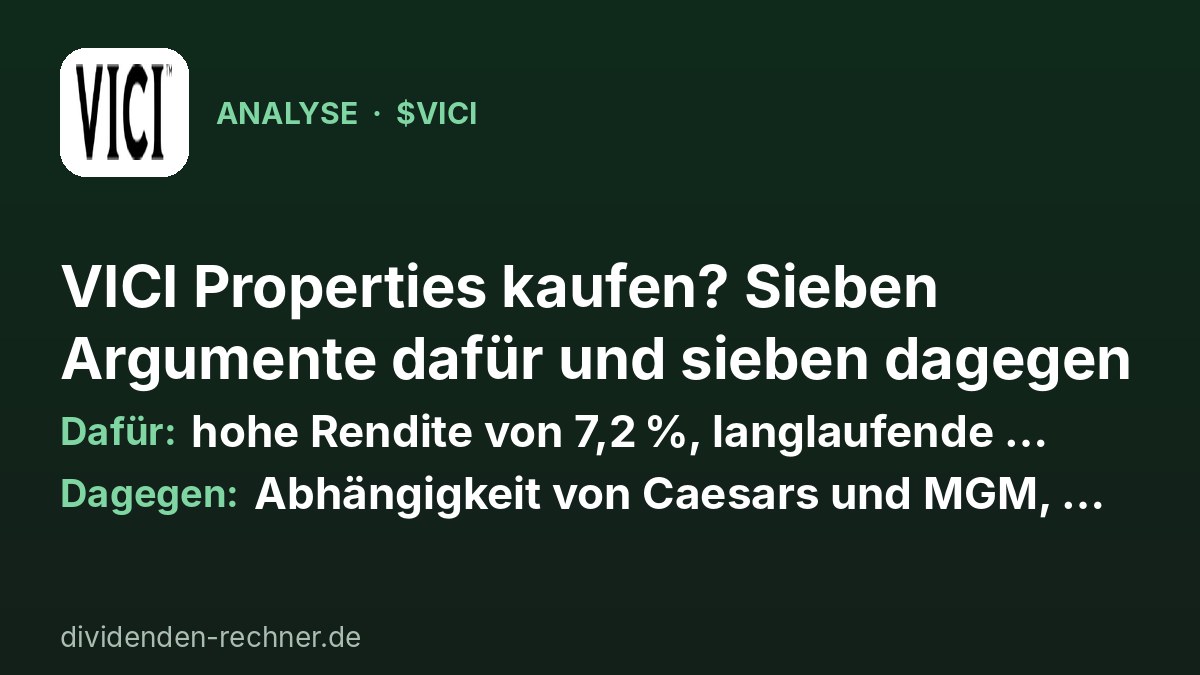 VICI™
ANALYSE · $VICI
VICI Properties kaufen? Sieben
Argumente dafür und sieben dagegen
Dafür: hohe Rendite von 7,2 %, langlaufende ...
Dagegen: Abhängigkeit von Caesars und MGM, ...
dividenden-rechner.de